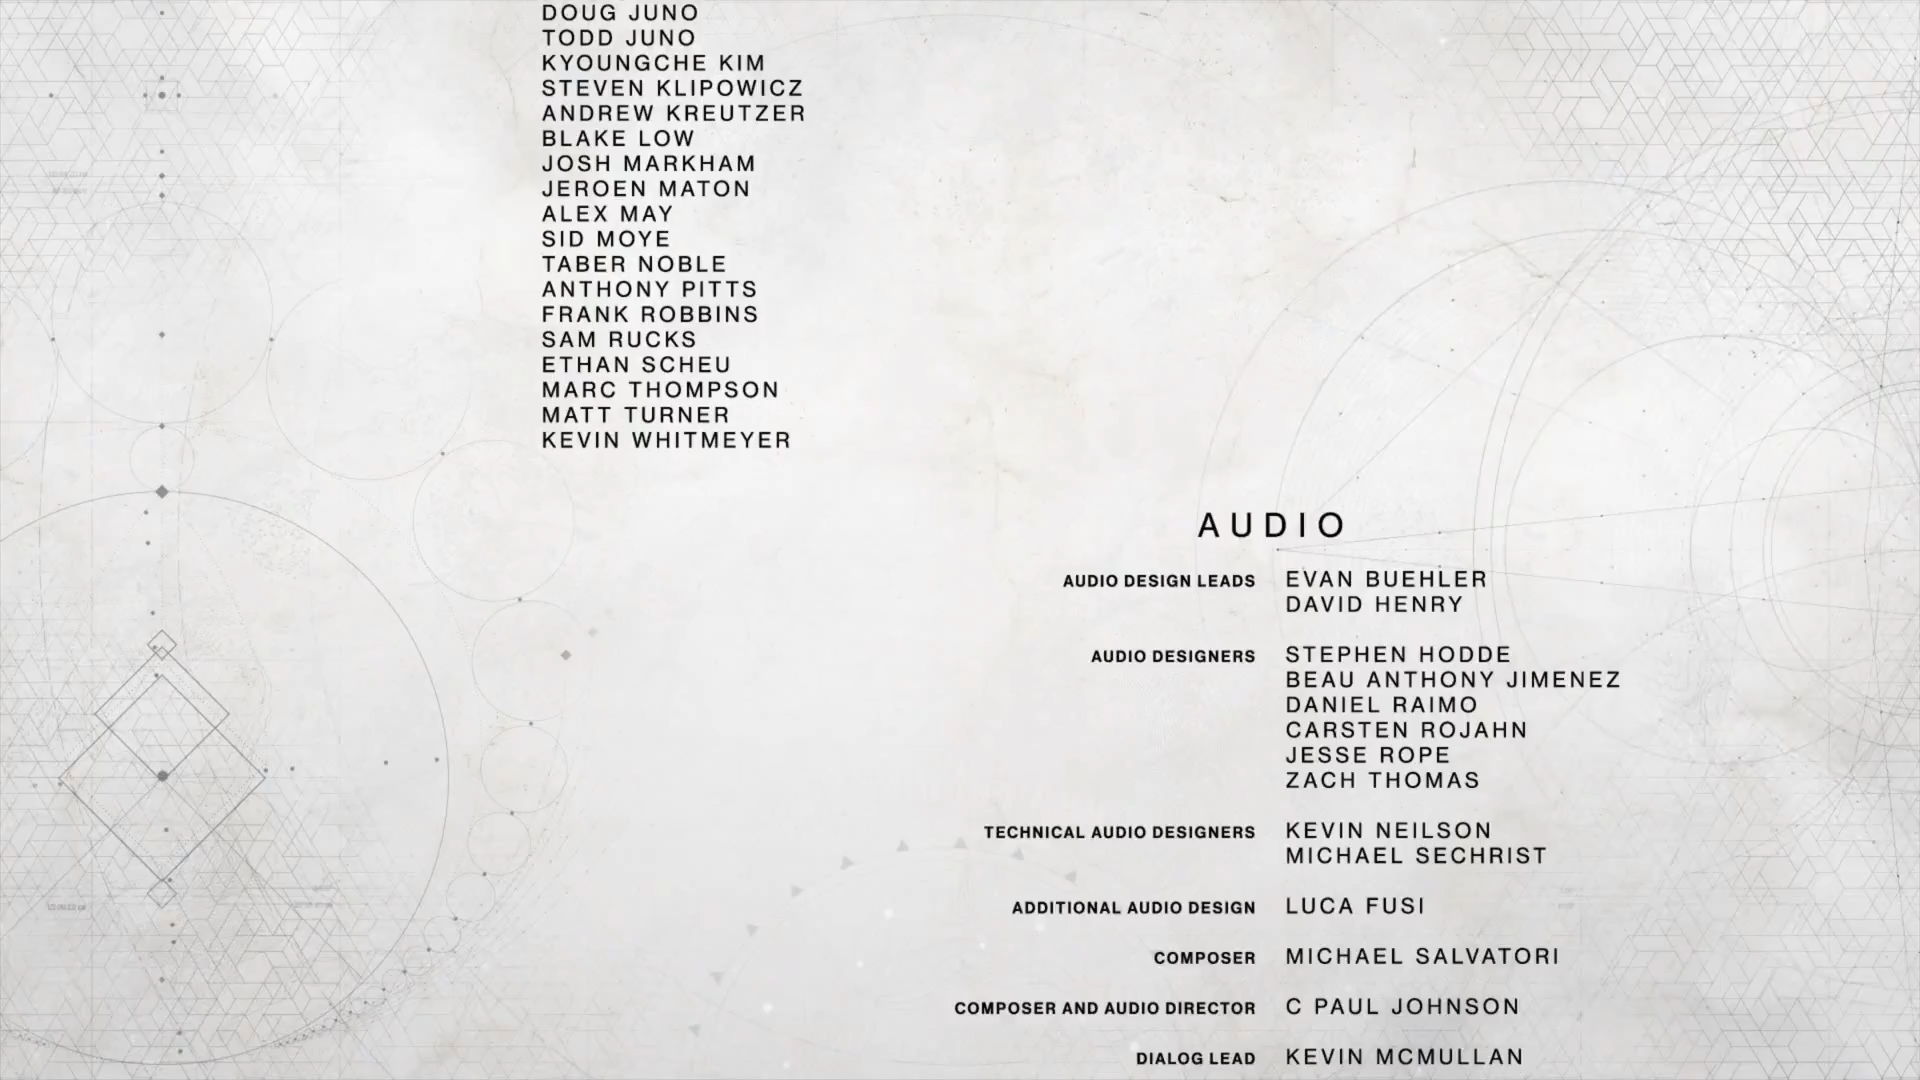 DOUG JUNO
TODD JUNO
KYOUNGCHE KIM
STEVEN KLIPOWICZ
ANDREW KREUTZER
BLAKE LOW
JOSH MARKHAM
JEROEN MATON
ALEX MAY
SID MOYE
TABER NOBLE
ANTHONY PITTS
FRANK ROBBINS
SAM RUCKS
ETHAN SCHEU
MARC THOMPSON
MATT TURNER
KEVIN WHITMEYER
AUDIO
AUDIO DESIGN LEADS EVAN BUEHLER
DAVID HENRY
AUDIO DESIGNERS STEPHEN HODDE
BEAU ANTHONY JIMENEZ
DANIEL RAIMO
CARSTEN ROJAHN
JESSE ROPE
ZACH THOMAS
TECHNICAL AUDIO DESIGNERS KEVIN NEILSON
MICHAEL SECHRIST
ADDITIONAL AUDIO DESIGN LUCA FUSI
COMPOSER MICHAEL SALVATORI
COMPOSER AND AUDIO DIRECTOR C PAUL JOHNSON
DIALOG LEAD KEVIN MCMULLAN